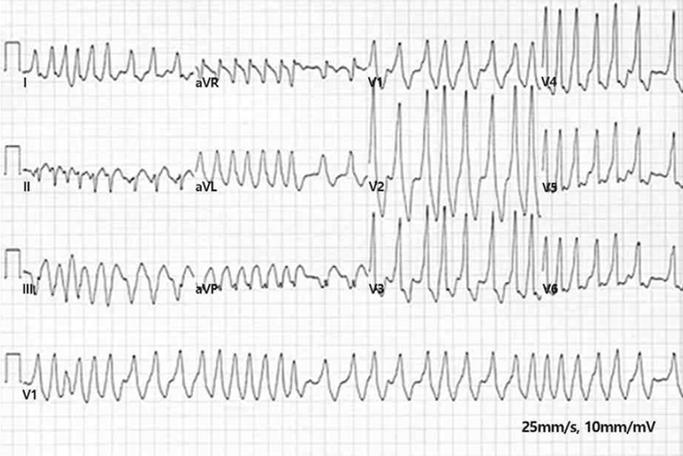 I aVR V1 V4
II aVL V2 V5
III aVF V3 V6
V1
25mm/s, 10mm/mV